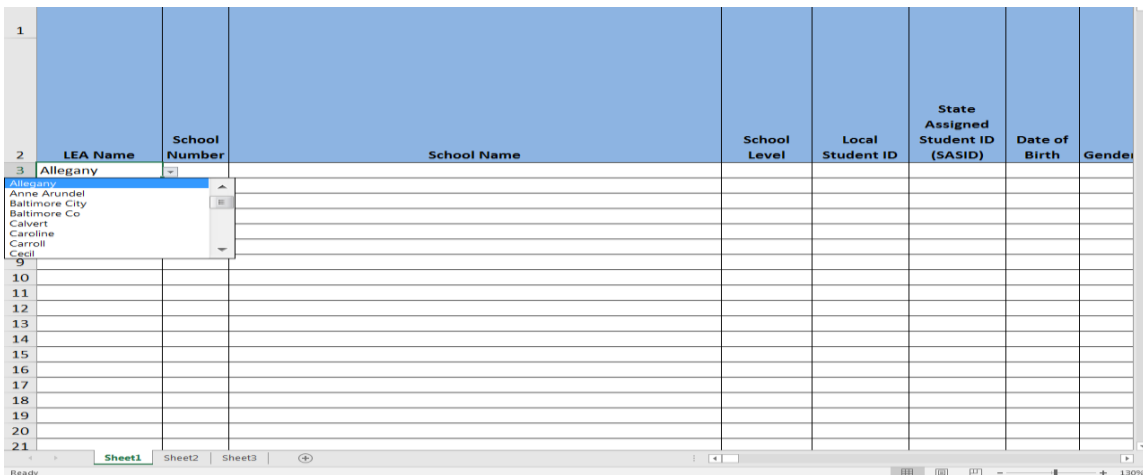 1
State
Assigned
School School Local Student ID Date of
2 LEA Name Number School Name Level Student ID (SASID) Birth Gender
3 Allegany
Allegany
Anne Arundel
Baltimore City
Baltimore Co
Calvert
Caroline
Carroll
Cecil
9
10
11
12
13
14
15
16
17
18
19
20
21
Sheet1 Sheet2 Sheet3
Ready 130%